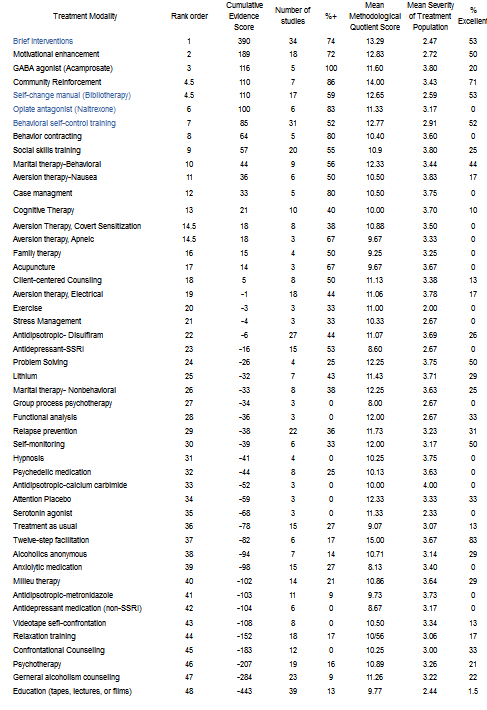 Treatment Modality Rank order Cumulative Evidence Score Number of studies %+ Mean Methodological Quotient Score Mean Severity of Treatment Population % Excellent
Brief interventions 1 390 34 74 13.29 2.47 53
Motivational enhancement 2 189 18 72 12.83 2.72 50
GABA agonist (Acamprosate) 3 116 5 100 11.60 3.80 20
Community Reinforcement 4.5 110 7 86 14.00 3.43 71
Self-change manual (Bibliotherapy) 4.5 110 17 59 12.65 2.59 53
Opiate antagonist (Naltrexone) 6 100 6 83 11.33 3.17 0
Behavioral self-control training 7 85 31 52 12.77 2.91 52
Behavior contracting 8 64 5 80 10.40 3.60 0
Social skills training 9 57 20 55 10.9 3.80 25
Marital therapy-Behavioral 10 44 9 56 12.33 3.44 44
Aversion therapy-Nausea 11 36 6 50 10.50 3.83 17
Case managment 12 33 5 80 10.50 3.75 0
Cognitive Therapy 13 21 10 40 10.00 3.70 10
Aversion Therapy, Covert Sensitization 14.5 18 8 38 10.88 3.50 0
Aversion therapy, Apneic 14.5 18 3 67 9.67 3.33 0
Family therapy 16 15 4 50 9.25 3.25 0
Acupuncture 17 14 3 67 9.67 3.67 0
Client-centered Counsling 18 5 8 50 11.13 3.38 13
Aversion therapy, Electrical 19 -1 18 44 11.06 3.78 17
Exercise 20 -3 3 33 11.00 2.00 0
Stress Management 21 -4 3 33 10.33 2.67 0
Antidipsotropic- Disulfiram 22 -6 27 44 11.07 3.69 26
Antidepressant-SSRI 23 -16 15 53 8.60 2.67 0
Problem Solving 24 -26 4 25 12.25 3.75 50
Lithium 25 -32 7 43 11.43 3.71 29
Marital therapy- Nonbehavioral 26 -33 8 38 12.25 3.63 25
Group process psychotherapy 27 -34 3 0 8.00 2.67 0
Functional analysis 28 -36 3 0 12.00 2.67 33
Relapse prevention 29 -38 22 36 11.73 3.23 31
Self-monitoring 30 -39 6 33 12.00 3.17 50
Hypnosis 31 -41 4 0 10.25 3.75 0
Psychedelic medication 32 -44 8 25 10.13 3.63 0
Antidipsotropic-calcium carbimide 33 -52 3 0 10.00 4.00 0
Attention Placebo 34 -59 3 0 12.33 3.33 33
Serotonin agonist 35 -68 3 0 11.33 2.33 0
Treatment as usual 36 -78 15 27 9.07 3.07 13
Twelve-step facilitation 37 -82 6 17 15.00 3.67 83
Alcoholics anonymous 38 -94 7 14 10.71 3.14 29
Anxiolytic medication 39 -98 15 27 8.13 3.40 0
Milieu therapy 40 -102 14 21 10.86 3.64 29
Antidipsotropic-metronidazole 41 -103 11 9 9.73 3.73 0
Antidepressant medication (non-SSRI) 42 -104 6 0 8.67 3.17 0
Videotape sefl-confrontation 43 -108 8 0 10.50 3.34 13
Relaxation training 44 -152 18 17 10/56 3.06 17
Confrontational Counseling 45 -183 12 0 10.25 3.00 33
Psychotherapy 46 -207 19 16 10.89 3.26 21
Gerneral alcoholism counseling 47 -284 23 9 11.26 3.22 22
Education (tapes, lectures, or films) 48 -443 39 13 9.77 2.44 1.5